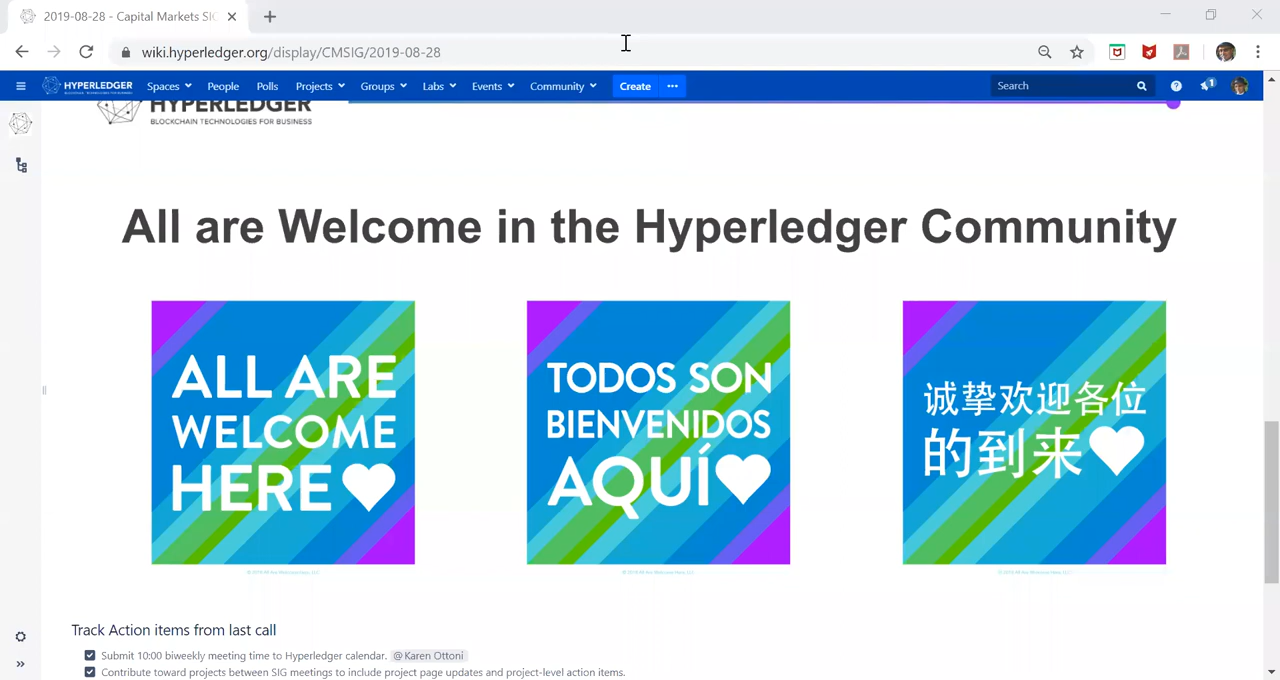 2019-08-28 - Capital Markets SIG
wiki.hyperledger.org/display/CMSIG/2019-08-28
HYPERLEDGER
Spaces
People
Polls
Projects
Groups
Labs
Events
Community
Create
Search
1
HYPERLEDGER
BLOCKCHAIN TECHNOLOGIES FOR BUSINESS
All are Welcome in the Hyperledger Community
ALL ARE
WELCOME
HERE
TODOS SON
BIENVENIDOS
AQUÍ
诚挚欢迎各位
的到来
Track Action items from last call
Submit 10:00 biweekly meeting time to Hyperledger calendar. @Karen Ottoni
Contribute toward projects between SIG meetings to include project page updates and project-level action items.